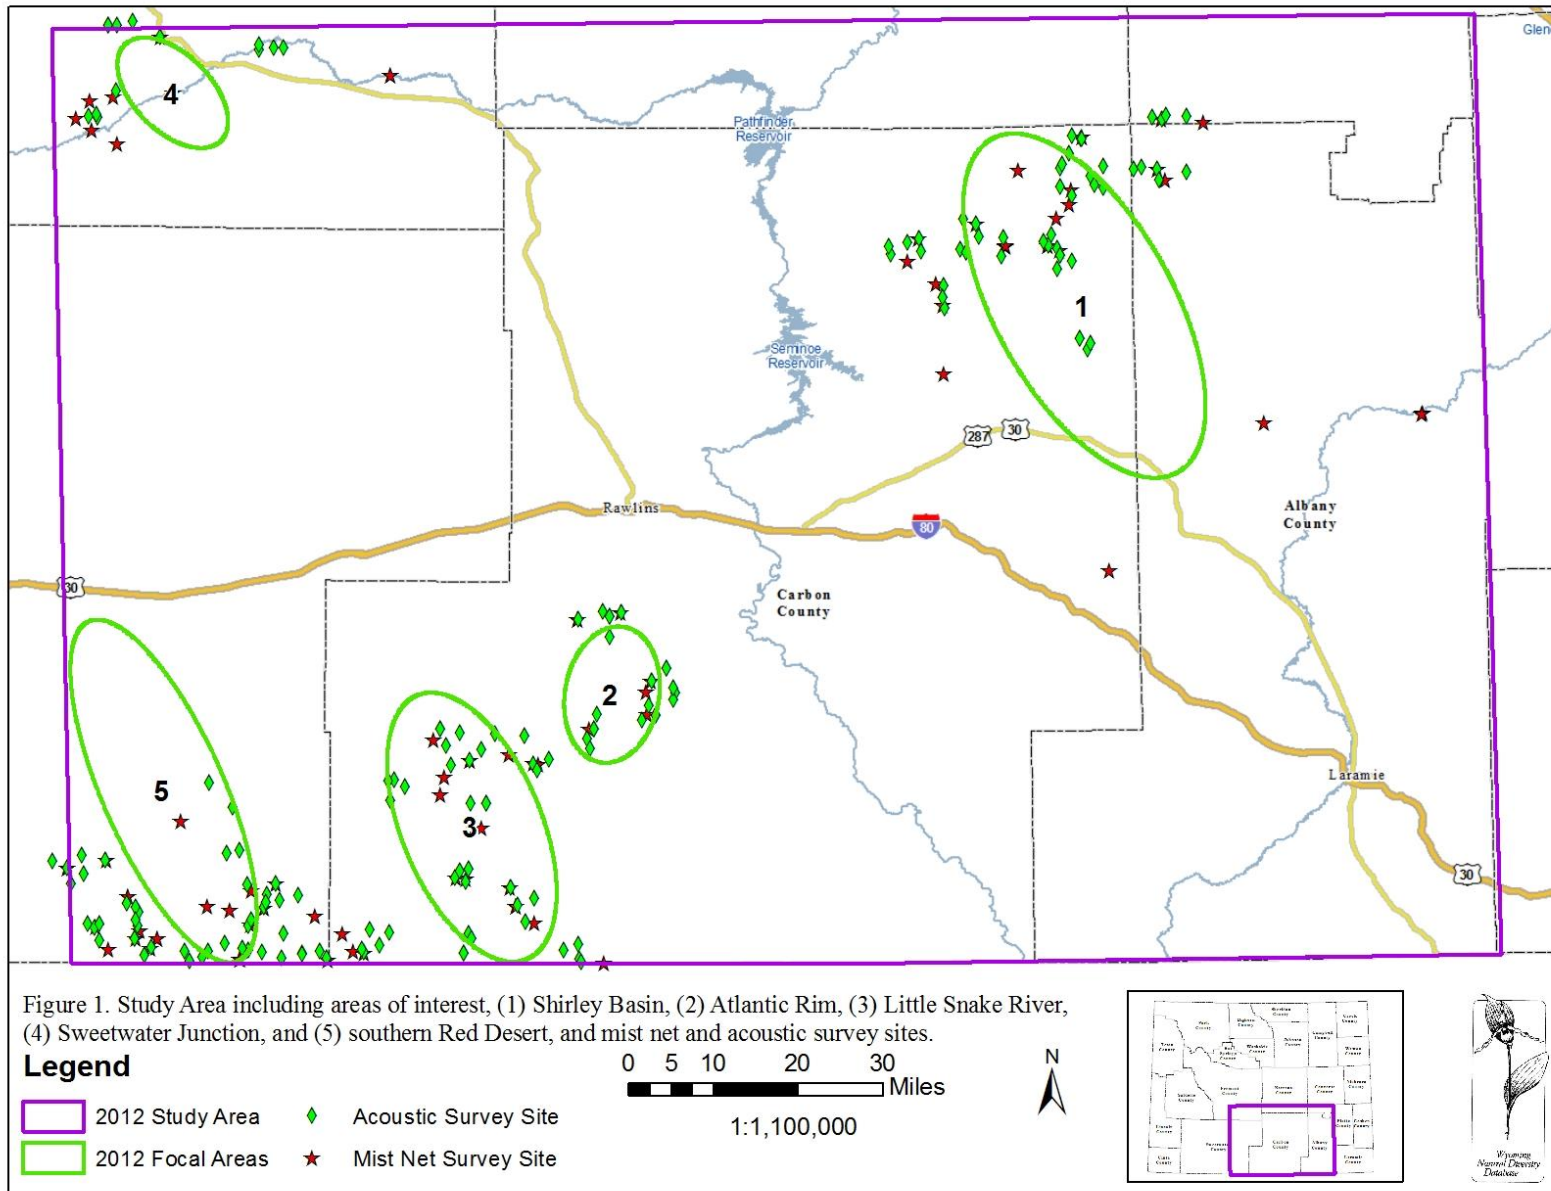 Glen
4
Pathfinder
Reservoir
1
Seminoe
Reservoir
287
30
Rawlins
80
Albany
County
30
Carbon
County
2
5
3
Laramie
30
Figure 1. Study Area including areas of interest, (1) Shirley Basin, (2) Atlantic Rim, (3) Little Snake River,
(4) Sweetwater Junction, and (5) southern Red Desert, and mist net and acoustic survey sites.
Legend
2012 Study Area
Acoustic Survey Site
2012 Focal Areas
Mist Net Survey Site
0 5 10 20 30
Miles
1:1,100,000
N
Wyoming
Natural Diversity
Database